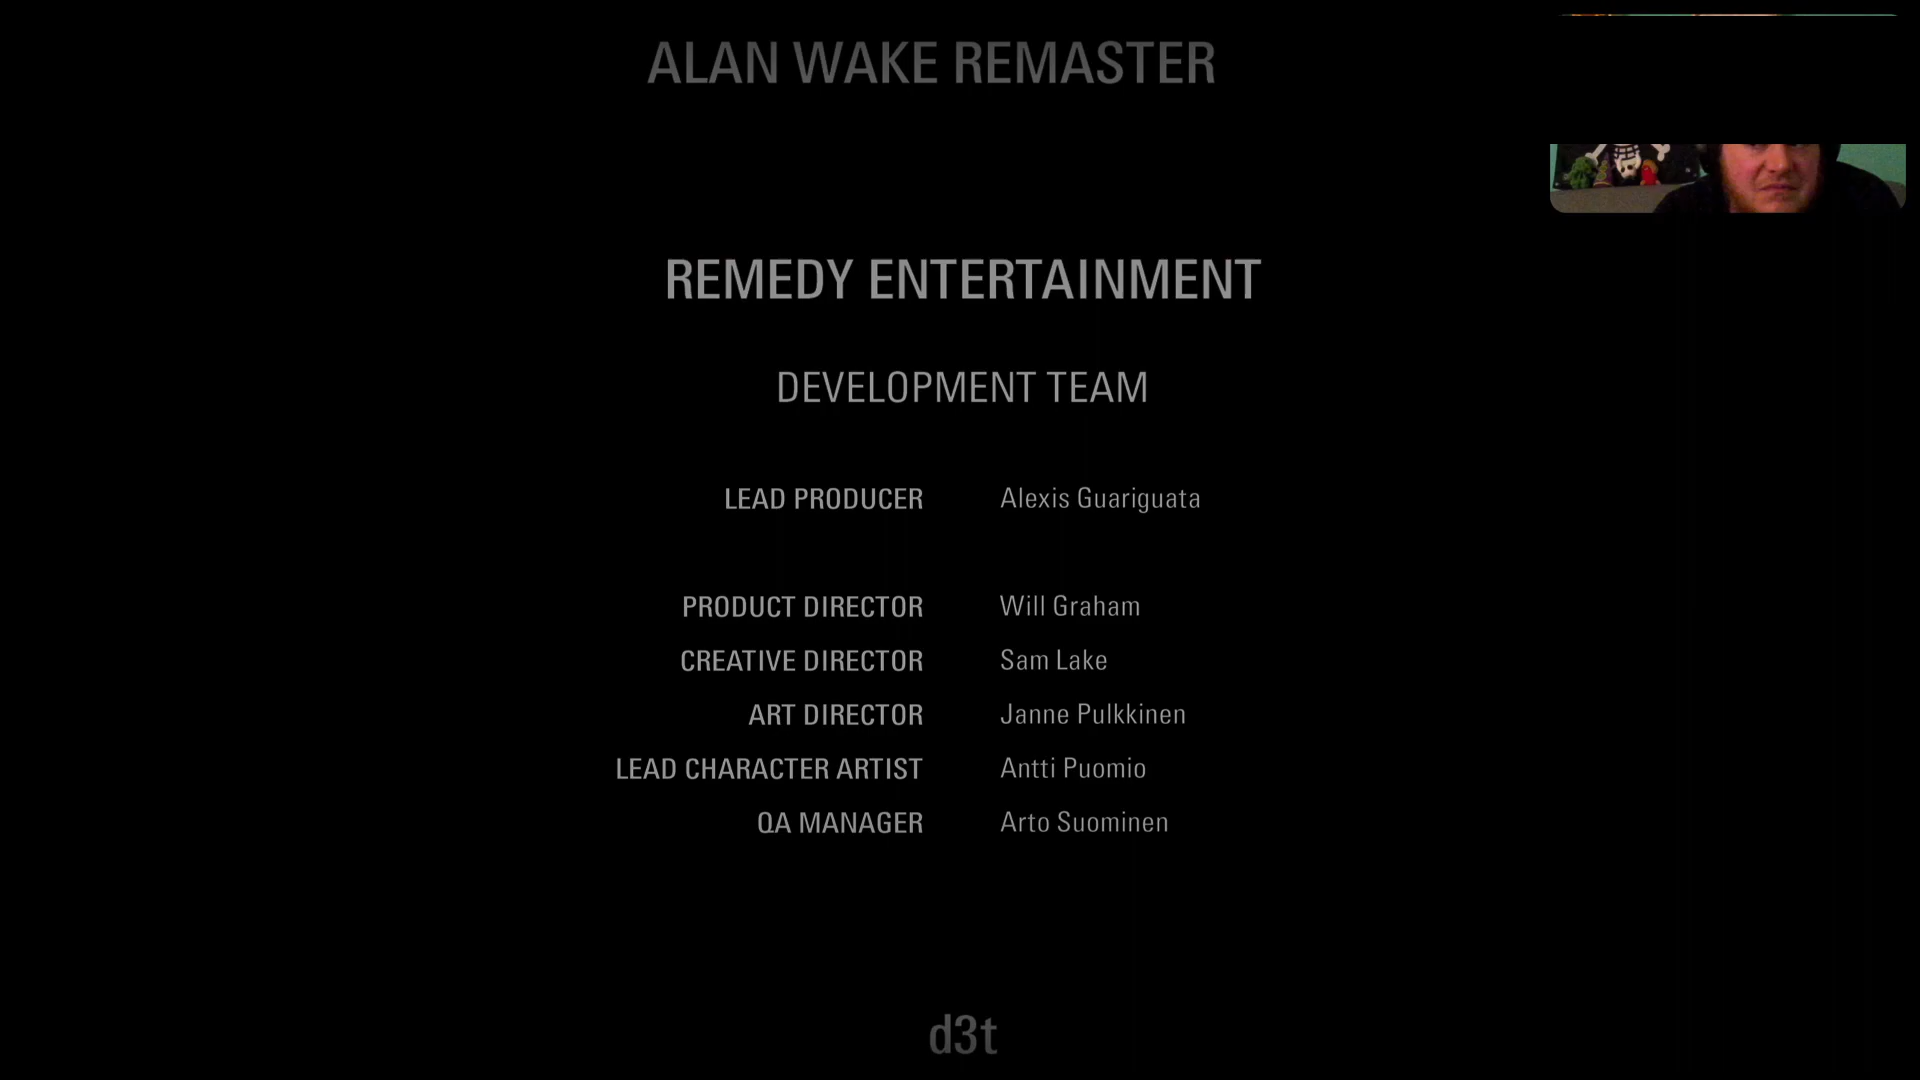 ALAN WAKE REMASTER
REMEDY ENTERTAINMENT
DEVELOPMENT TEAM
LEAD PRODUCER Alexis Guariguata
PRODUCT DIRECTOR Will Graham
CREATIVE DIRECTOR Sam Lake
ART DIRECTOR Janne Pulkkinen
LEAD CHARACTER ARTIST Antti Puomio
QA MANAGER Arto Suominen
d3t